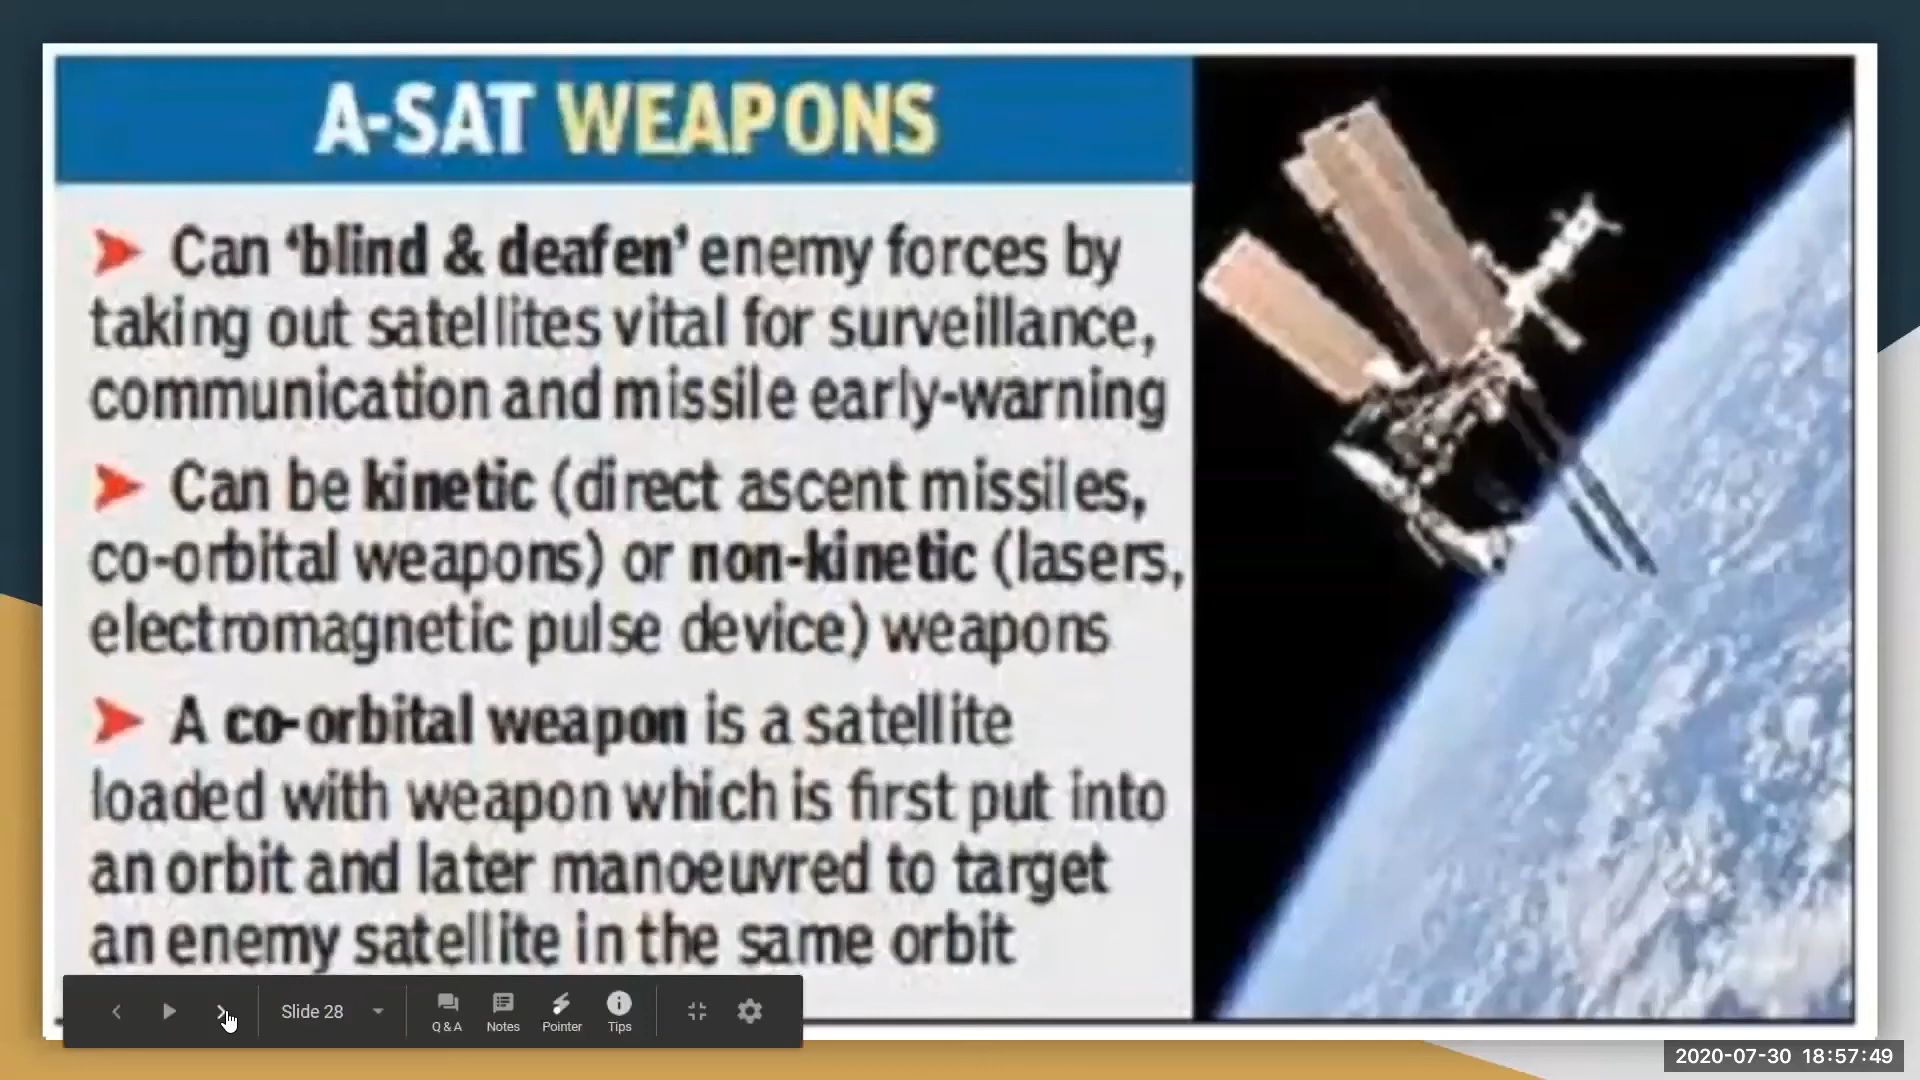 A-SAT WEAPONS
Can ‘blind & deafen’ enemy forces by
taking out satellites vital for surveillance,
communication and missile early-warning
Can be kinetic (direct ascent missiles,
co-orbital weapons) or non-kinetic (lasers,
electromagnetic pulse device) weapons
A co-orbital weapon is a satellite
loaded with weapon which is first put into
an orbit and later manoeuvred to target
an enemy satellite in the same orbit
Slide 28
Q & A Notes Pointer Tips
2020-07-30 18:57:49